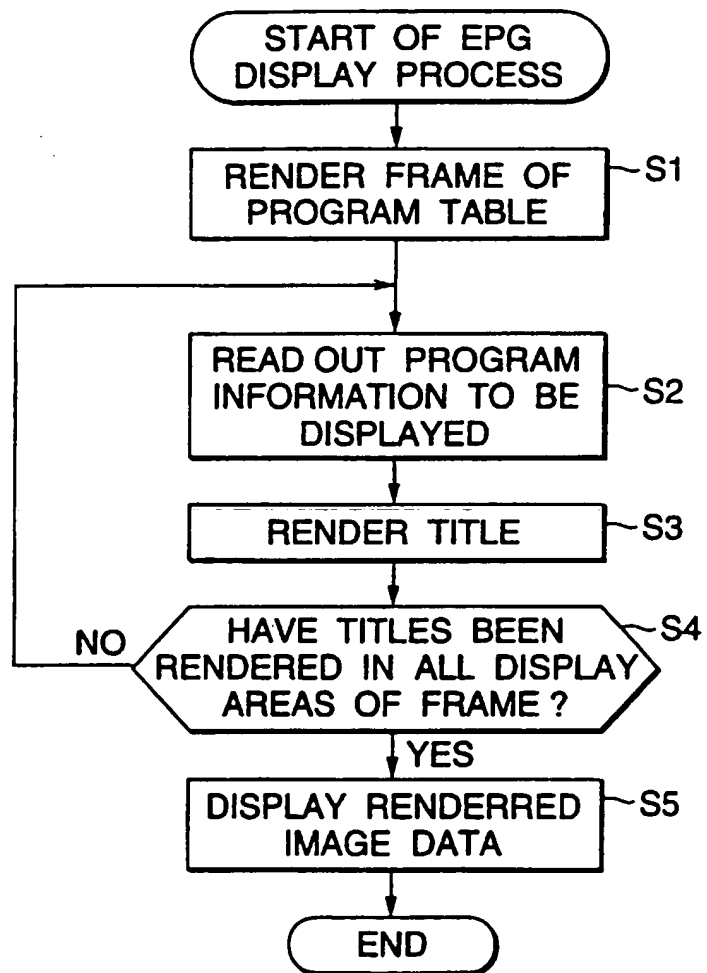 START OF EPG
DISPLAY PROCESS
RENDER FRAME OF
PROGRAM TABLE
S1
READ OUT PROGRAM
INFORMATION TO BE
DISPLAYED
S2
RENDER TITLE
S3
HAVE TITLES BEEN
RENDERED IN ALL DISPLAY
AREAS OF FRAME ?
S4
NO
YES
DISPLAY RENDERRED
IMAGE DATA
S5
END